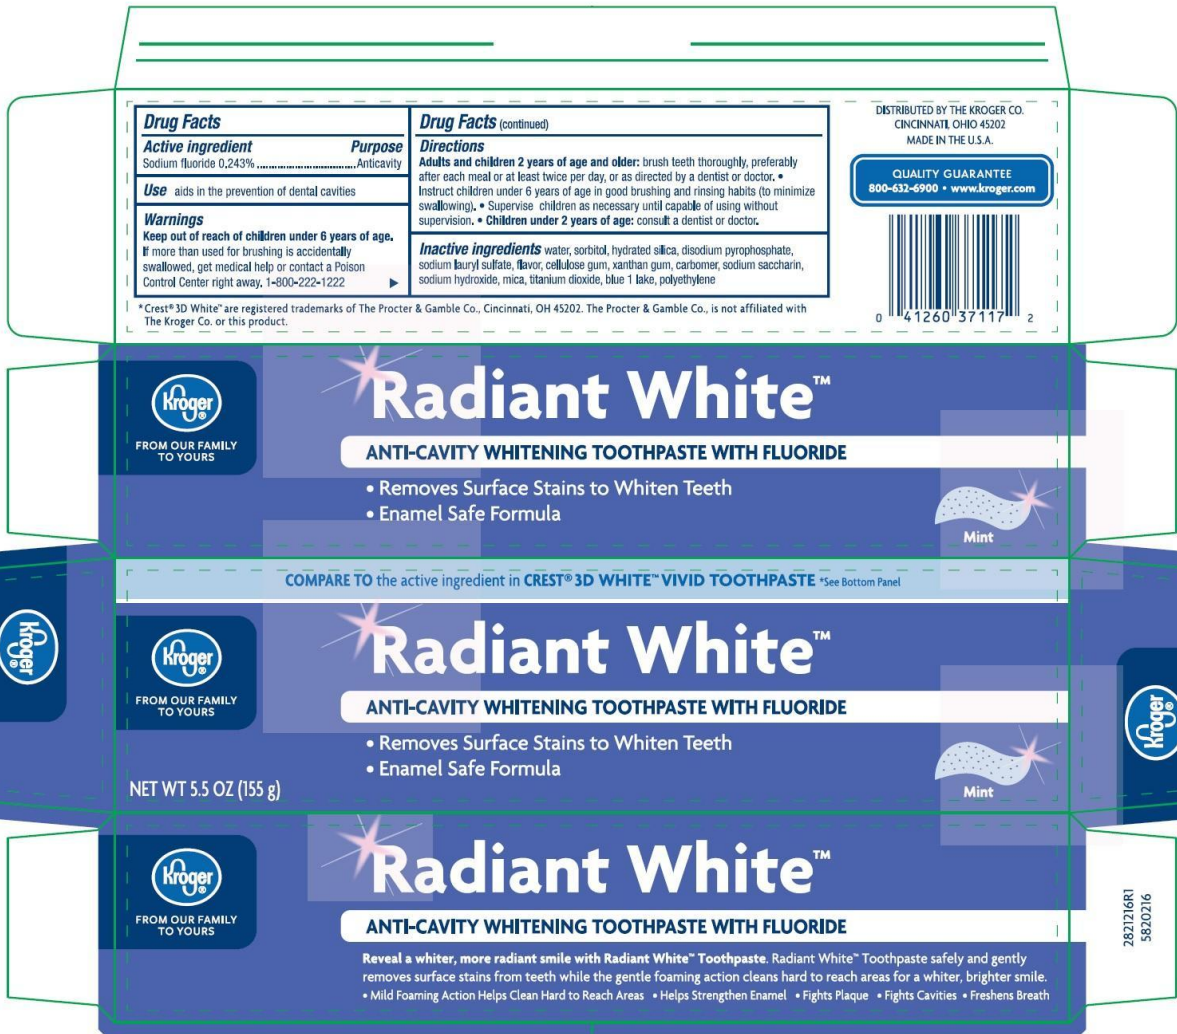 Drug Facts
Active ingredient Purpose
Sodium fluoride 0,243% ................................ Anticavity
Use aids in the prevention of dental cavities
Warnings
Keep out of reach of children under 6 years of age.
If more than used for brushing is accidentally
swallowed, get medical help or contact a Poison
Control Center right away. 1-800-222-1222
Drug Facts (continued)
Directions
Adults and children 2 years of age and older: brush teeth thoroughly, preferably
after each meal or at least twice per day, or as directed by a dentist or doctor. •
Instruct children under 6 years of age in good brushing and rinsing habits (to minimize
swallowing). • Supervise children as necessary until capable of using without
supervision. • Children under 2 years of age: consult a dentist or doctor.
Inactive ingredients water, sorbitol, hydrated silica, disodium pyrophosphate,
sodium lauryl sulfate, flavor, cellulose gum, xanthan gum, carbomer, sodium saccharin,
sodium hydroxide, mica, titanium dioxide, blue 1 lake, polyethylene
*Crest® 3D White™ are registered trademarks of The Procter & Gamble Co., Cincinnati, OH 45202. The Procter & Gamble Co., is not affiliated with
The Kroger Co. or this product.
DISTRIBUTED BY THE KROGER CO.
CINCINNATI, OHIO 45202
MADE IN THE U.S.A.
QUALITY GUARANTEE
800-632-6900 • www.kroger.com
0 41260 37117 2
Kroger®
FROM OUR FAMILY
TO YOURS
Radiant White™
ANTI-CAVITY WHITENING TOOTHPASTE WITH FLUORIDE
• Removes Surface Stains to Whiten Teeth
• Enamel Safe Formula
Mint
COMPARE TO the active ingredient in CREST® 3D WHITE™ VIVID TOOTHPASTE *See Bottom Panel
Kroger®
Kroger®
FROM OUR FAMILY
TO YOURS
Radiant White™
ANTI-CAVITY WHITENING TOOTHPASTE WITH FLUORIDE
• Removes Surface Stains to Whiten Teeth
• Enamel Safe Formula
NET WT 5.5 OZ (155 g)
Mint
Kroger®
Kroger®
FROM OUR FAMILY
TO YOURS
Radiant White™
ANTI-CAVITY WHITENING TOOTHPASTE WITH FLUORIDE
Reveal a whiter, more radiant smile with Radiant White™ Toothpaste. Radiant White™ Toothpaste safely and gently
removes surface stains from teeth while the gentle foaming action cleans hard to reach areas for a whiter, brighter smile.
• Mild Foaming Action Helps Clean Hard to Reach Areas • Helps Strengthen Enamel • Fights Plaque • Fights Cavities • Freshens Breath
2821216R1
5820216